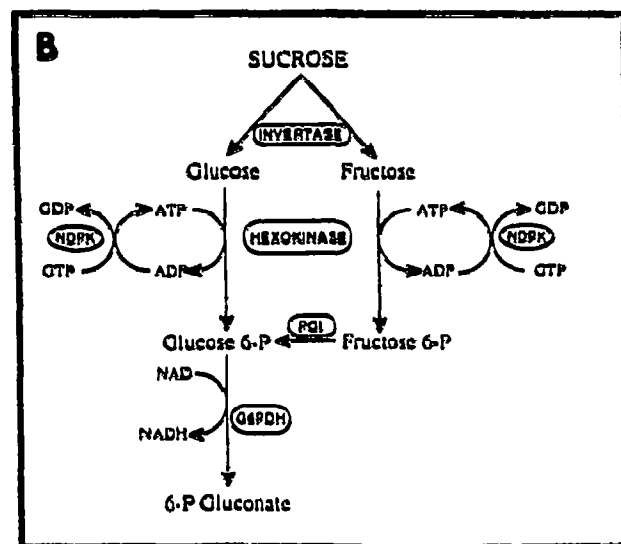 B
SUCROSE
INVERTASE
Glucose Fructose
GDP ATP ATP GDP
NDPK HEXOKINASE NDPK
GTP ADP ADP GTP
Glucose 6-P PGI Fructose 6-P
NAD
NADH G6PDH
6-P Gluconate